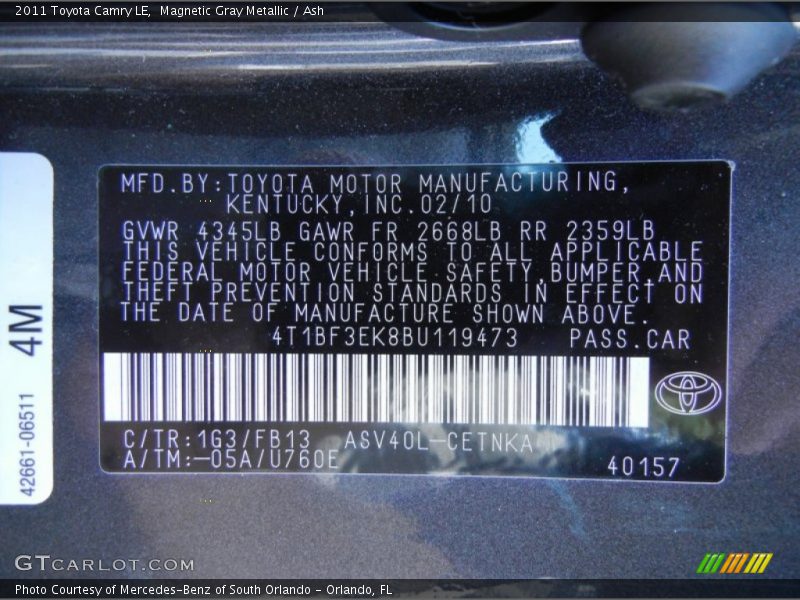 2011 Toyota Camry LE, Magnetic Gray Metallic / Ash
MFD.BY:TOYOTA MOTOR MANUFACTURING,
KENTUCKY,INC.02/10
GVWR 4345LB GAWR FR 2668LB RR 2359LB
THIS VEHICLE CONFORMS TO ALL APPLICABLE
FEDERAL MOTOR VEHICLE SAFETY,BUMPER,AND
THEFT PREVENTION STANDARDS IN EFFECT ON
THE DATE OF MANUFACTURE SHOWN ABOVE.
4T1BF3EK8BU119473 PASS.CAR
C/TR:1G3/FB13 ASV40L-CETNKA
A/TM:-05A/U760E
40157
4M
42661-06511
GTCARLOT.COM
Photo Courtesy of Mercedes-Benz of South Orlando - Orlando, FL